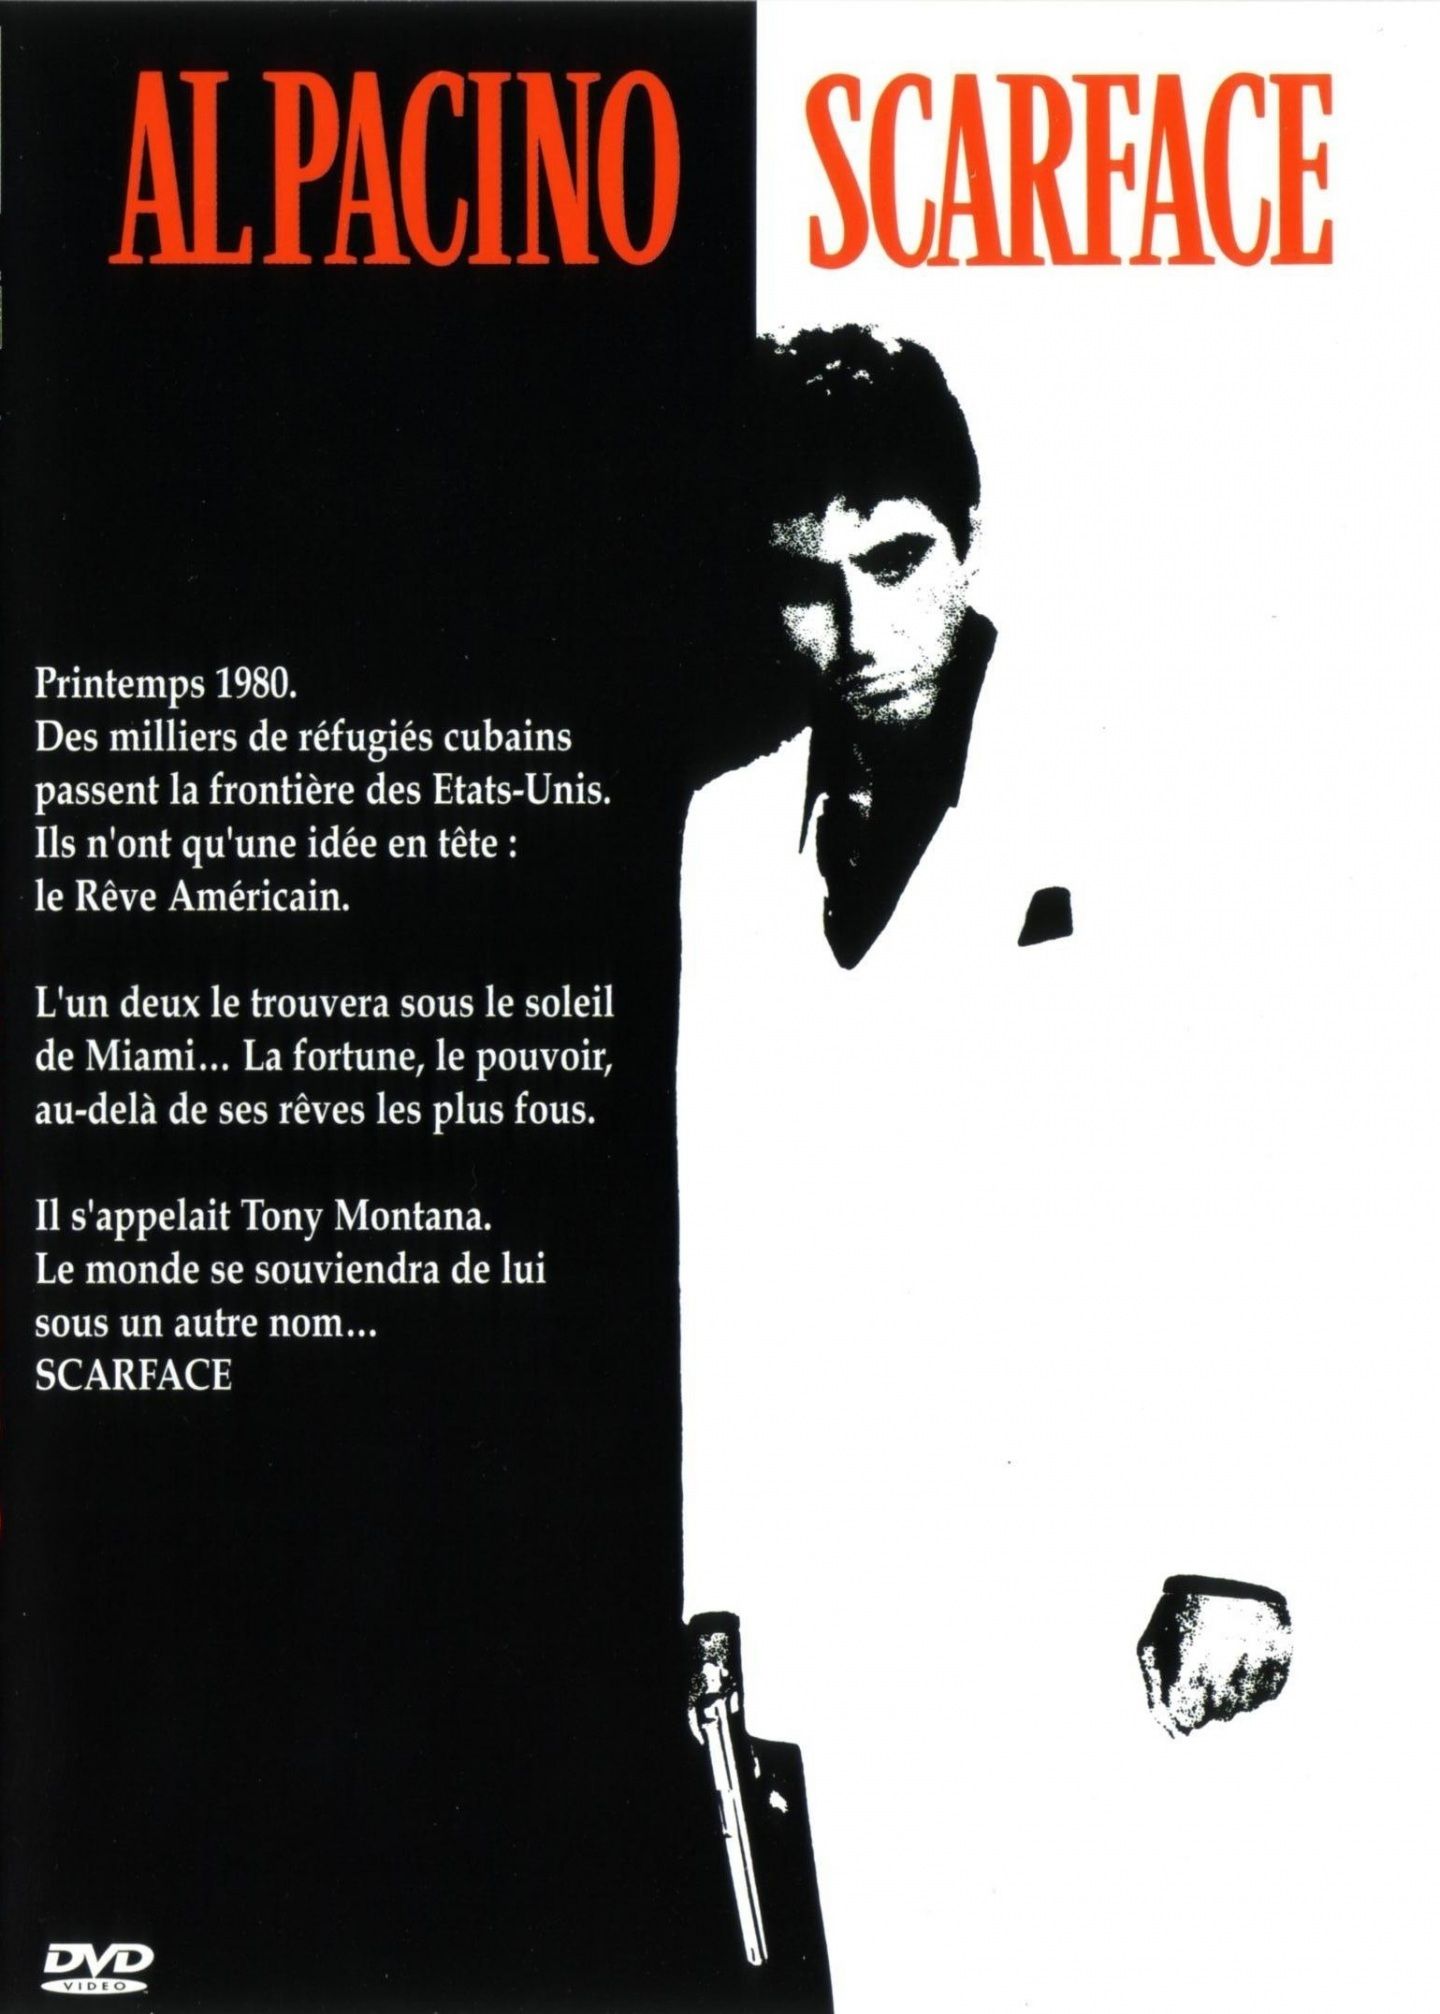 AL PACINO SCARFACE
Printemps 1980.
Des milliers de réfugiés cubains
passent la frontière des Etats-Unis.
Ils n'ont qu'une idée en tête :
le Rêve Américain.
L'un deux le trouvera sous le soleil
de Miami... La fortune, le pouvoir,
au-delà de ses rêves les plus fous.
Il s'appelait Tony Montana.
Le monde se souviendra de lui
sous un autre nom...
SCARFACE
DVD
VIDEO